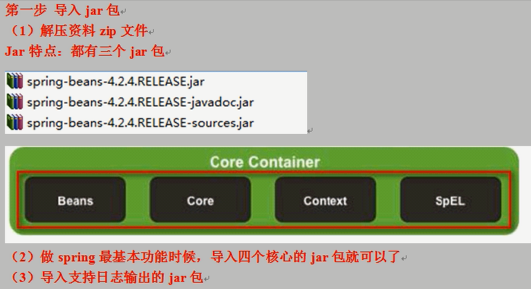 第一步 导入 jar 包
（1）解压资料 zip 文件
Jar 特点：都有三个 jar 包
spring-beans-4.2.4.RELEASE.jar
spring-beans-4.2.4.RELEASE-javadoc.jar
spring-beans-4.2.4.RELEASE-sources.jar
Core Container
Beans Core Context SpEL
（2）做 spring 最基本功能时候，导入四个核心的 jar 包就可以了
（3）导入支持日志输出的 jar 包